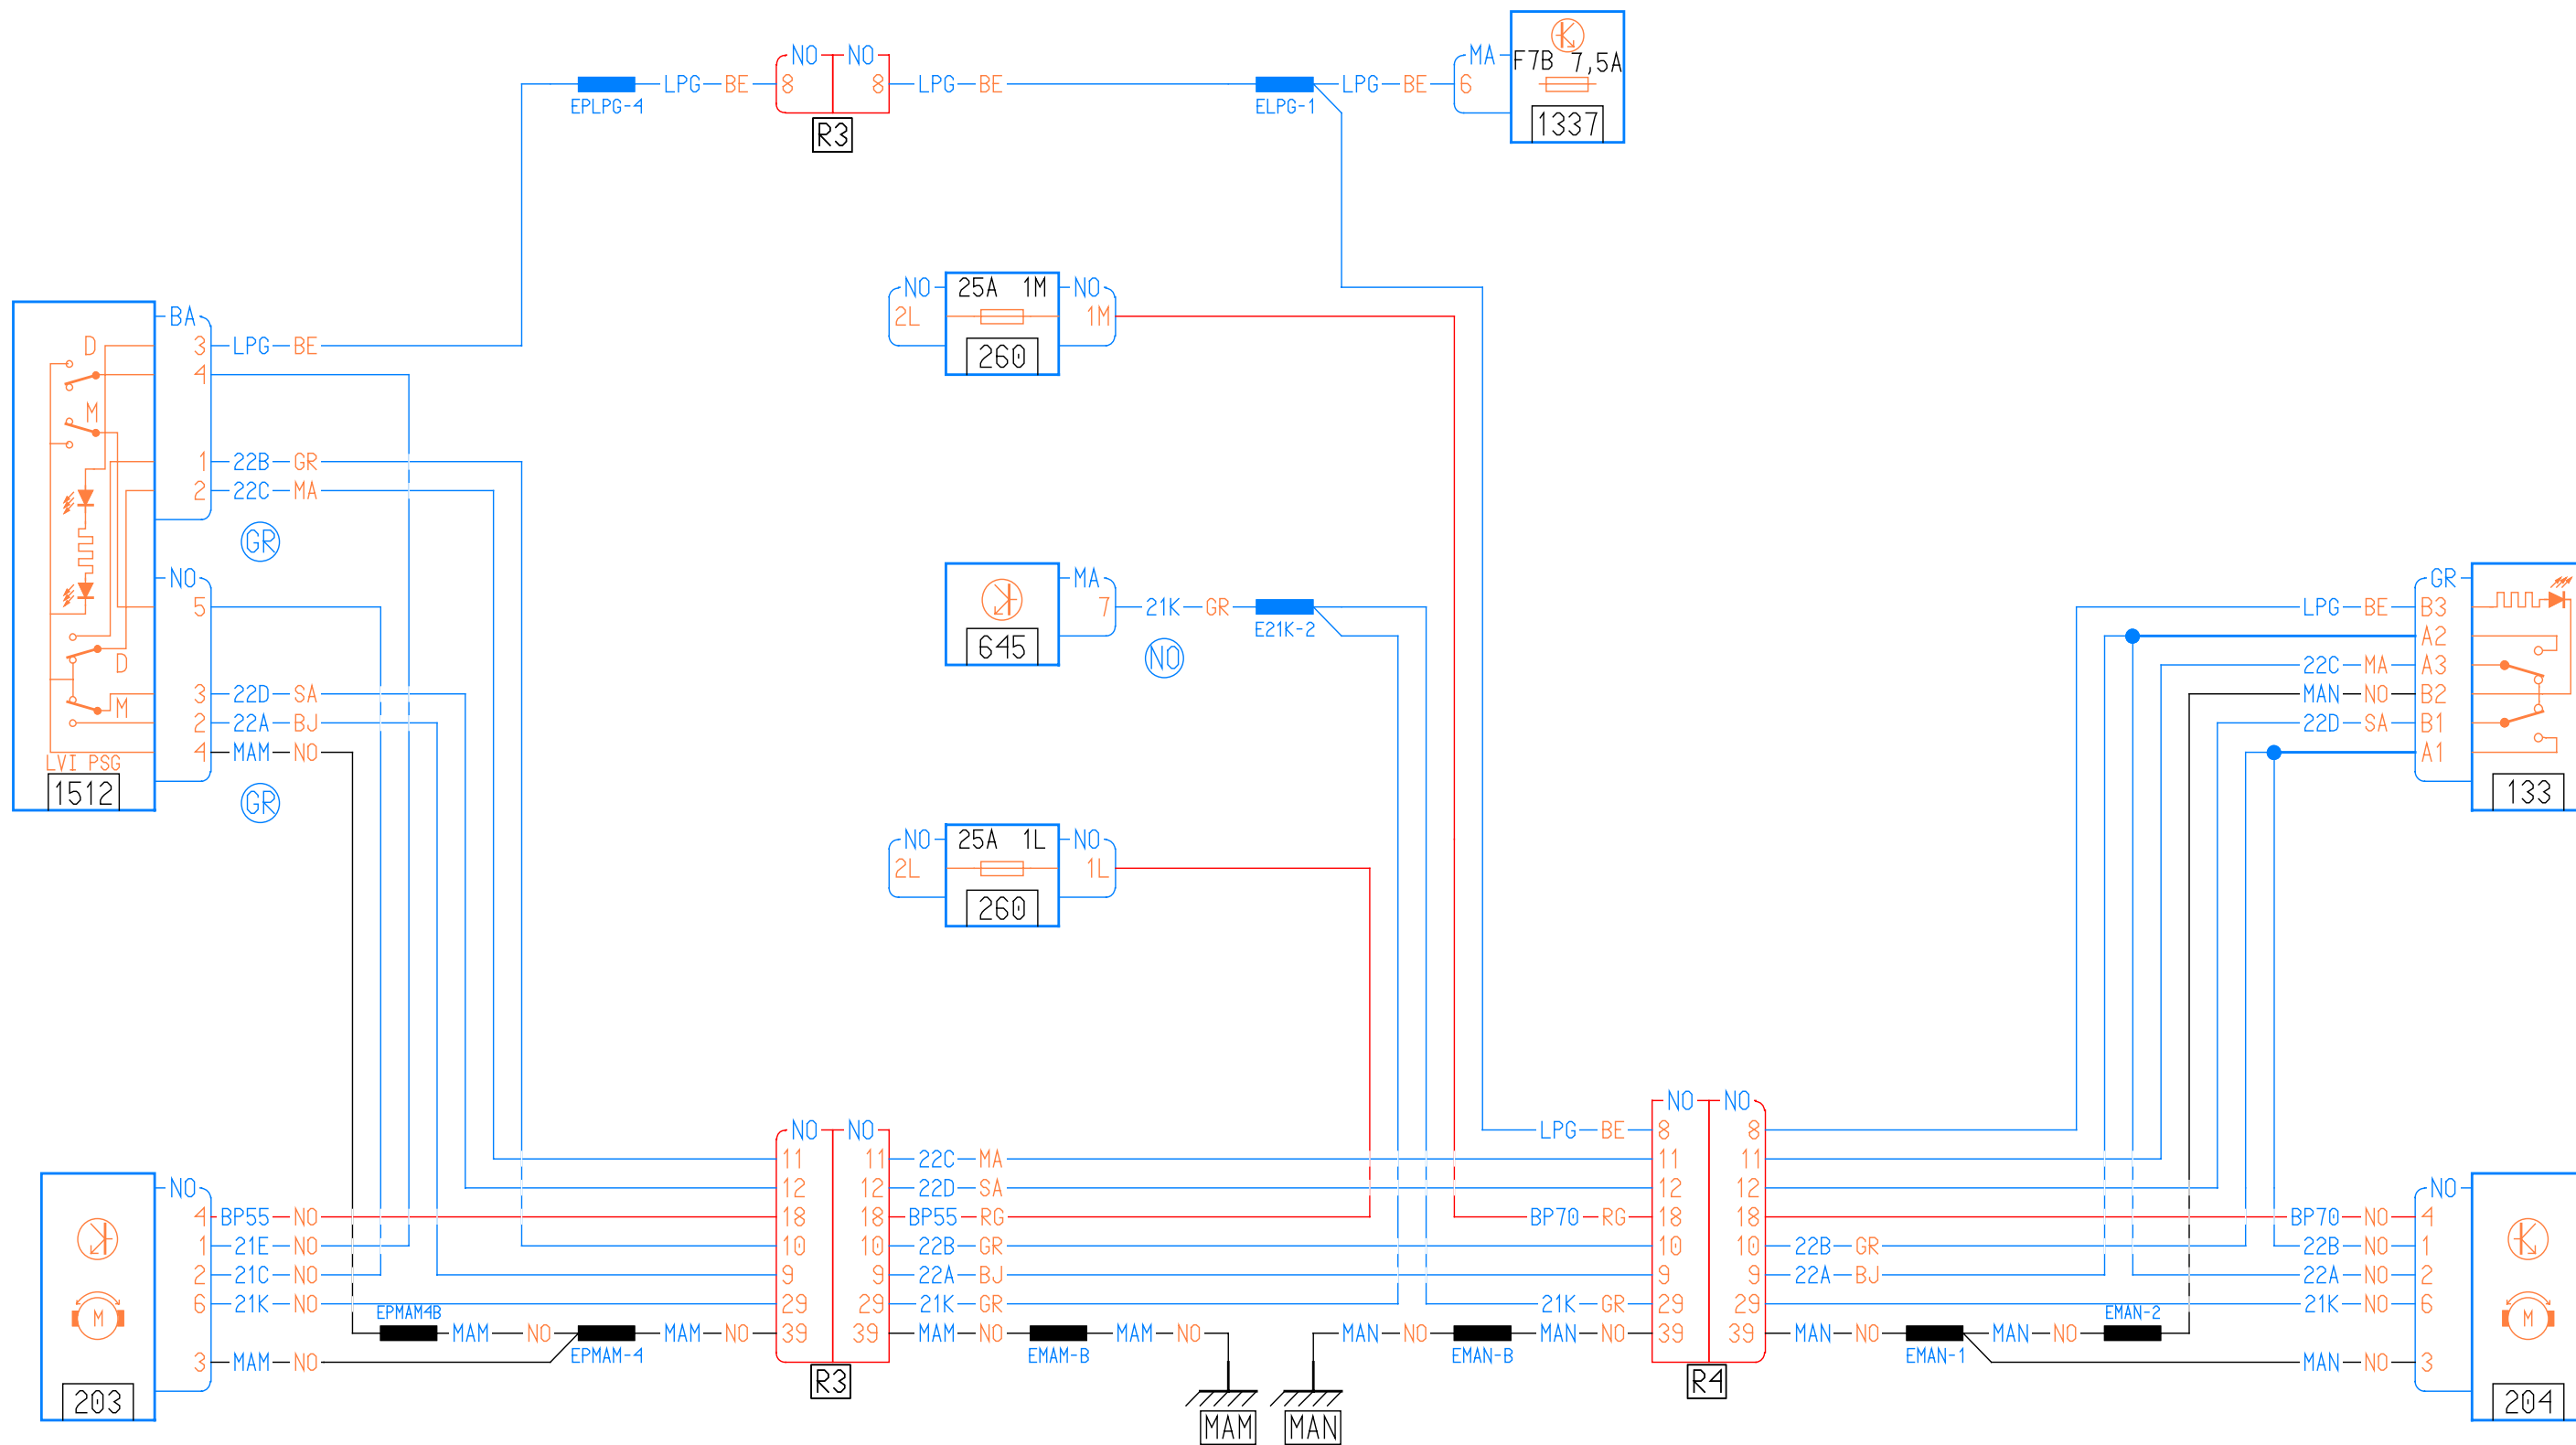 NO NO
8 8
LPG BE
EPLPG-4
LPG BE
ELPG-1
LPG BE
R3
MA
6
F7B 7,5A
1337
BA
3 LPG BE
4
1 22B GR
2 22C MA
GR
NO
5
3 22D SA
2 22A BJ
4 MAM NO
GR
D
M
D
M
LVI PSG
1512
NO 25A 1M NO
2L 1M
260
MA
7 21K GR
E21K-2
645
NO
NO 25A 1L NO
2L 1L
260
GR
LPG BE B3
A2
22C MA A3
MAN NO B2
22D SA B1
A1
133
NO
4 BP55 NO
1 21E NO
2 21C NO
6 21K NO
3 MAM NO
M
203
EPMAM4B
MAM NO
EPMAM-4
MAM NO
NO NO
11 11 22C MA
12 12 22D SA
18 18 BP55 RG
10 10 22B GR
9 9 22A BJ
29 29 21K GR
39 39 MAM NO
R3
EMAM-B
MAM NO
MAM
MAN
MAN NO
EMAN-B
NO NO
LPG BE 8 8
11 11
12 12
BP70 RG 18 18
10 10 22B GR
9 9 22A BJ
21K GR 29 29
MAN NO 39 39 MAN NO
R4
EMAN-1
MAN NO
EMAN-2
NO
BP70 NO 4
22B NO 1
22A NO 2
21K NO 6
MAN NO 3
M
204